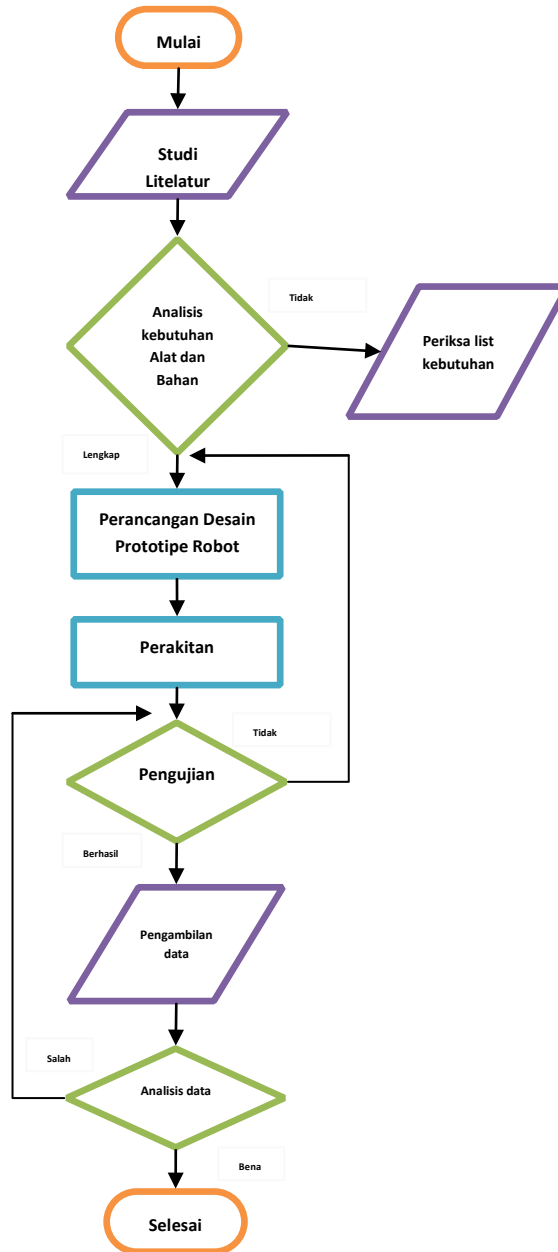 Mulai
Studi
Litelatur
Analisis
kebutuhan
Alat dan
Bahan
Tidak
Periksa list
kebutuhan
Lengkap
Perancangan Desain
Prototipe Robot
Perakitan
Tidak
Pengujian
Berhasil
Pengambilan
data
Salah
Analisis data
Bena
Selesai